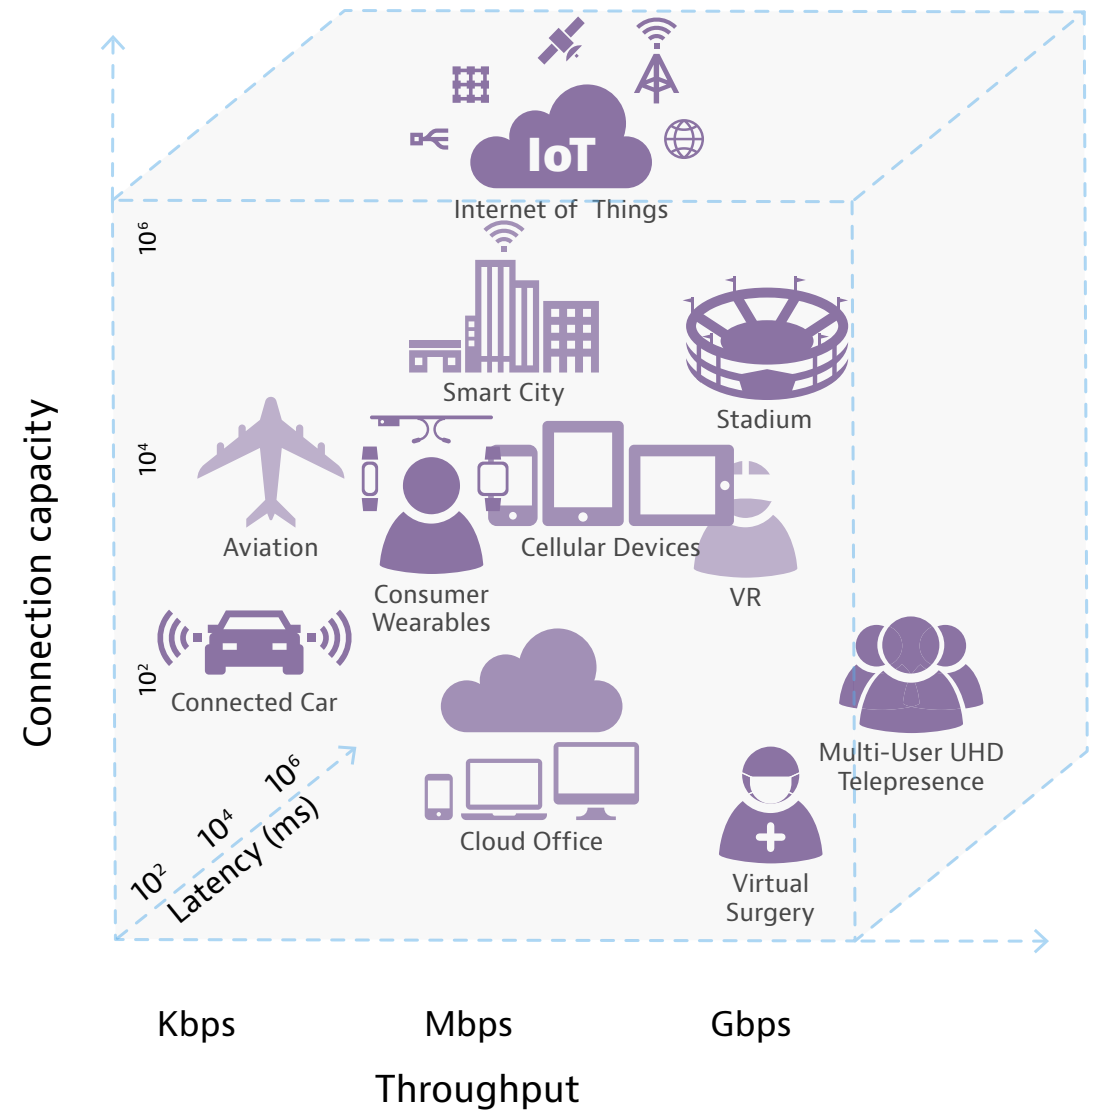 IoT
Internet of Things
10⁶
Smart City
Stadium
Connection capacity
10⁴
Aviation
Cellular Devices
Consumer
Wearables
VR
10²
Connected Car
Multi-User UHD
Telepresence
10⁶
10⁴
10²
Latency (ms)
Cloud Office
Virtual
Surgery
Kbps
Mbps
Gbps
Throughput